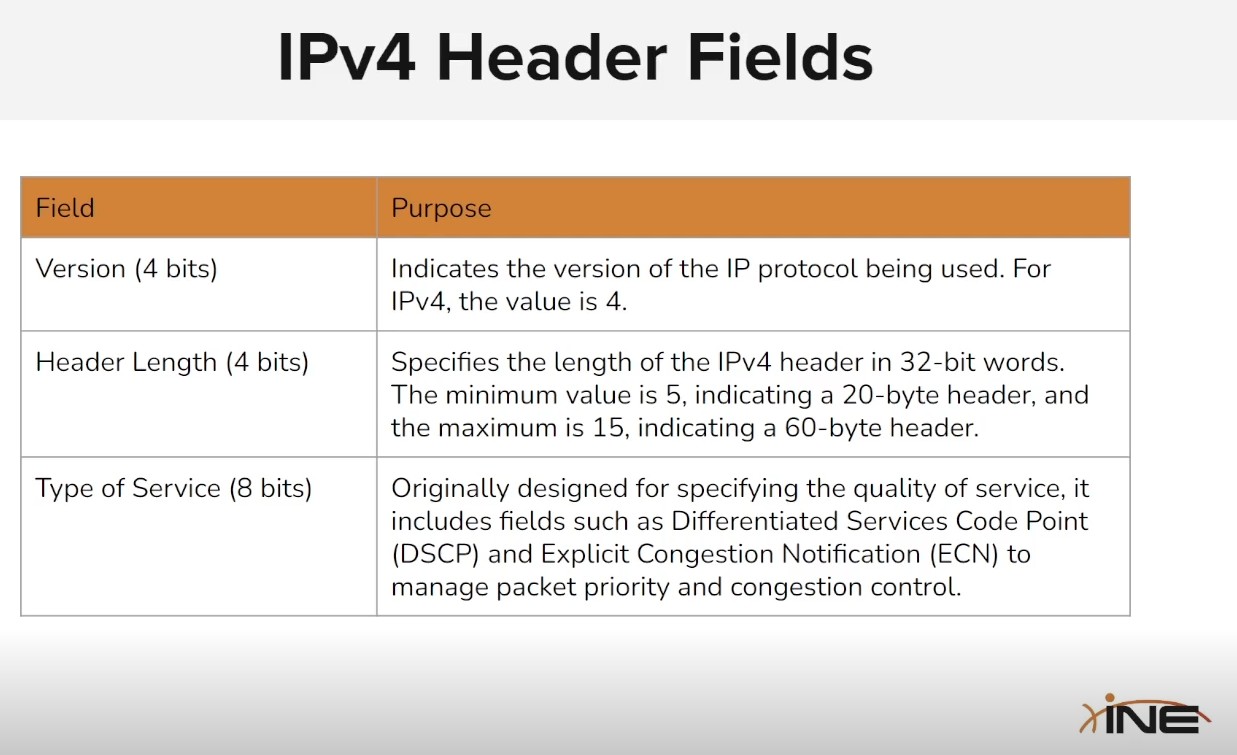 IPv4 Header Fields
Field
Purpose
Version (4 bits)
Indicates the version of the IP protocol being used. For
IPv4, the value is 4.
Header Length (4 bits)
Specifies the length of the IPv4 header in 32-bit words.
The minimum value is 5, indicating a 20-byte header, and
the maximum is 15, indicating a 60-byte header.
Type of Service (8 bits)
Originally designed for specifying the quality of service, it
includes fields such as Differentiated Services Code Point
(DSCP) and Explicit Congestion Notification (ECN) to
manage packet priority and congestion control.
INE